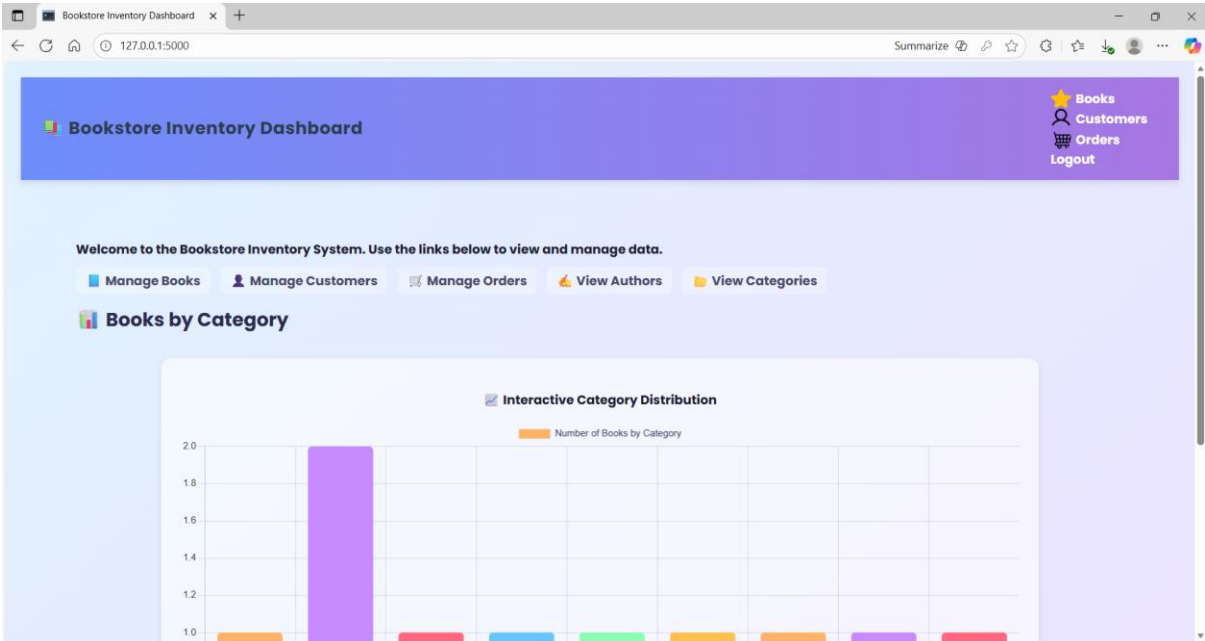 Bookstore Inventory Dashboard
127.0.0.1:5000
Summarize
Bookstore Inventory Dashboard
Books
Customers
Orders
Logout
Welcome to the Bookstore Inventory System. Use the links below to view and manage data.
Manage Books Manage Customers Manage Orders View Authors View Categories
Books by Category
Interactive Category Distribution
Number of Books by Category
2.0
1.8
1.6
1.4
1.2
1.0